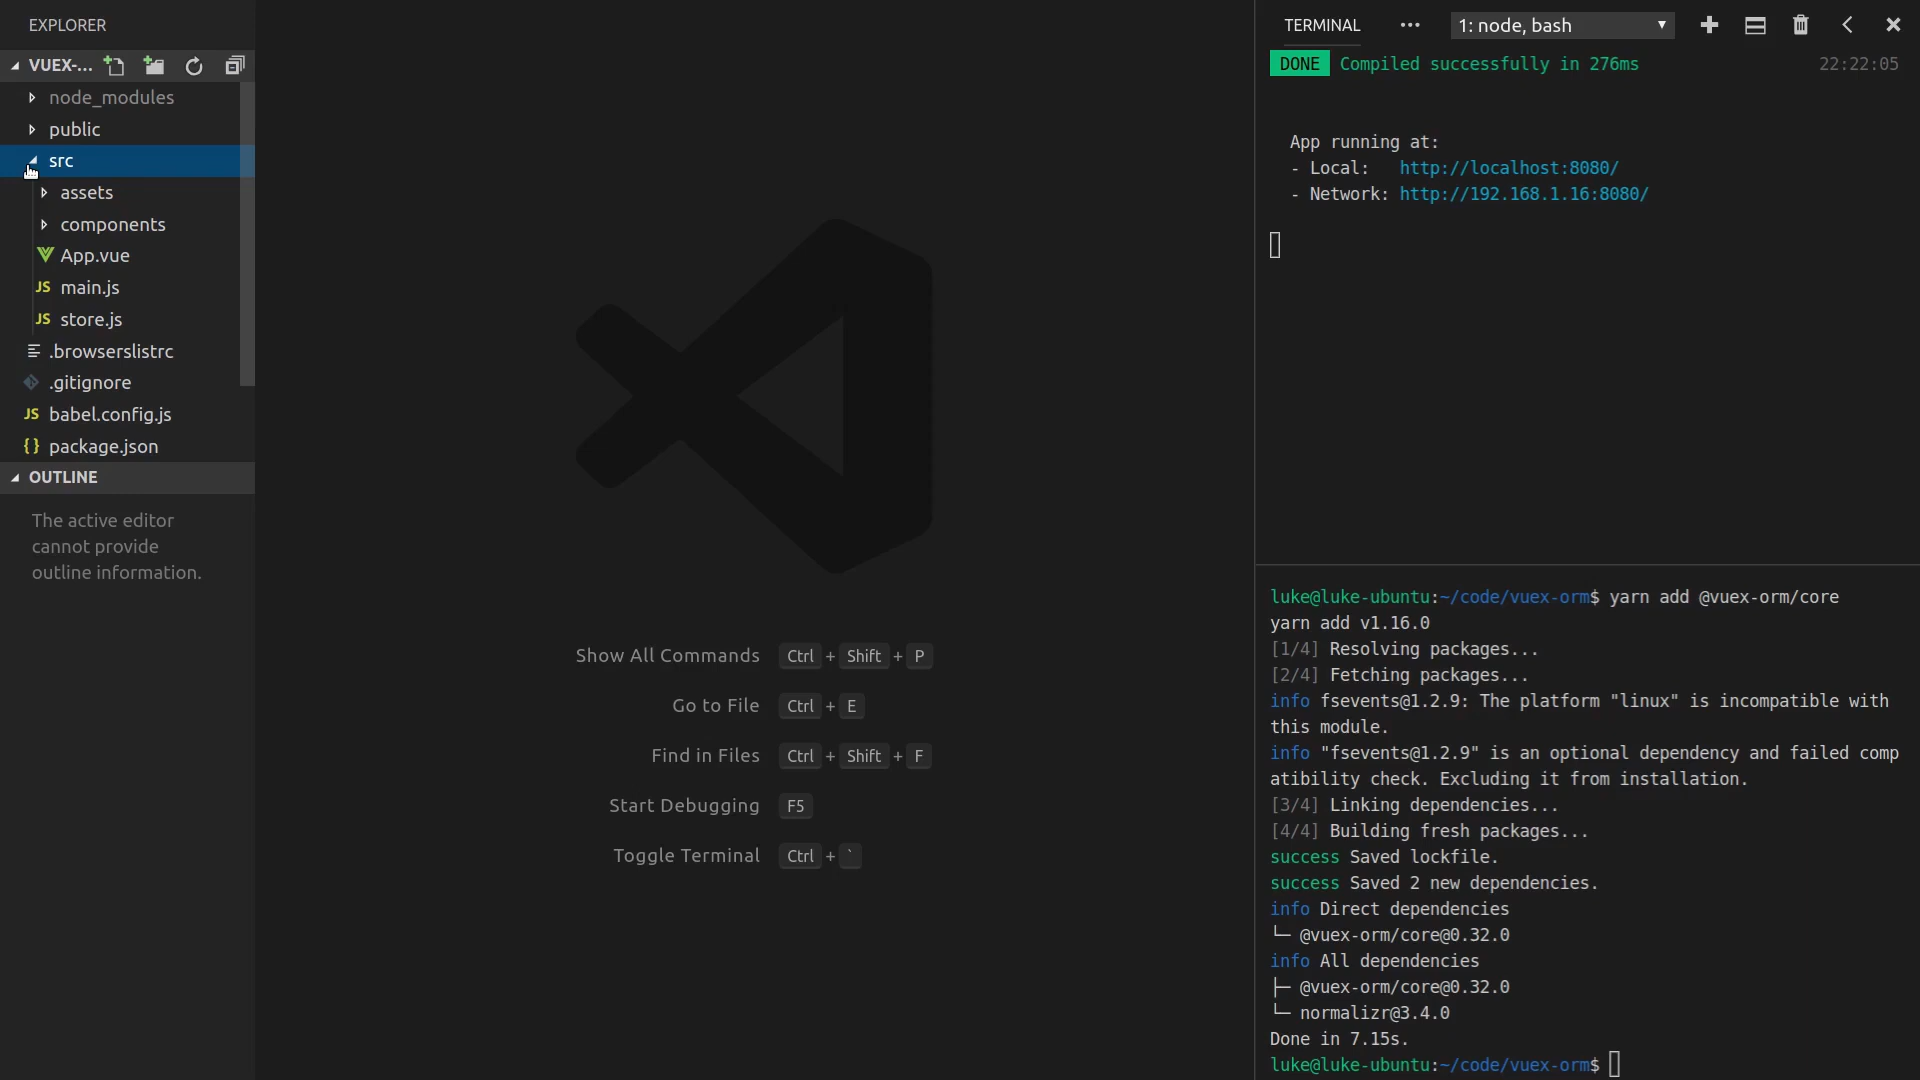 EXPLORER
VUEX-...
node_modules
public
src
assets
components
App.vue
JS main.js
JS store.js
.browserslistrc
.gitignore
JS babel.config.js
{ } package.json
OUTLINE
The active editor
cannot provide
outline information.
Show All Commands Ctrl + Shift + P
Go to File Ctrl + E
Find in Files Ctrl + Shift + F
Start Debugging F5
Toggle Terminal Ctrl + `
TERMINAL ••• 1: node, bash
DONE Compiled successfully in 276ms 22:22:05
App running at:
- Local: http://localhost:8080/
- Network: http://192.168.1.16:8080/
luke@luke-ubuntu:~/code/vuex-orm$ yarn add @vuex-orm/core
yarn add v1.16.0
[1/4] Resolving packages...
[2/4] Fetching packages...
info fsevents@1.2.9: The platform "linux" is incompatible with
this module.
info "fsevents@1.2.9" is an optional dependency and failed comp
atibility check. Excluding it from installation.
[3/4] Linking dependencies...
[4/4] Building fresh packages...
success Saved lockfile.
success Saved 2 new dependencies.
info Direct dependencies
└─ @vuex-orm/core@0.32.0
info All dependencies
├─ @vuex-orm/core@0.32.0
└─ normalizr@3.4.0
Done in 7.15s.
luke@luke-ubuntu:~/code/vuex-orm$